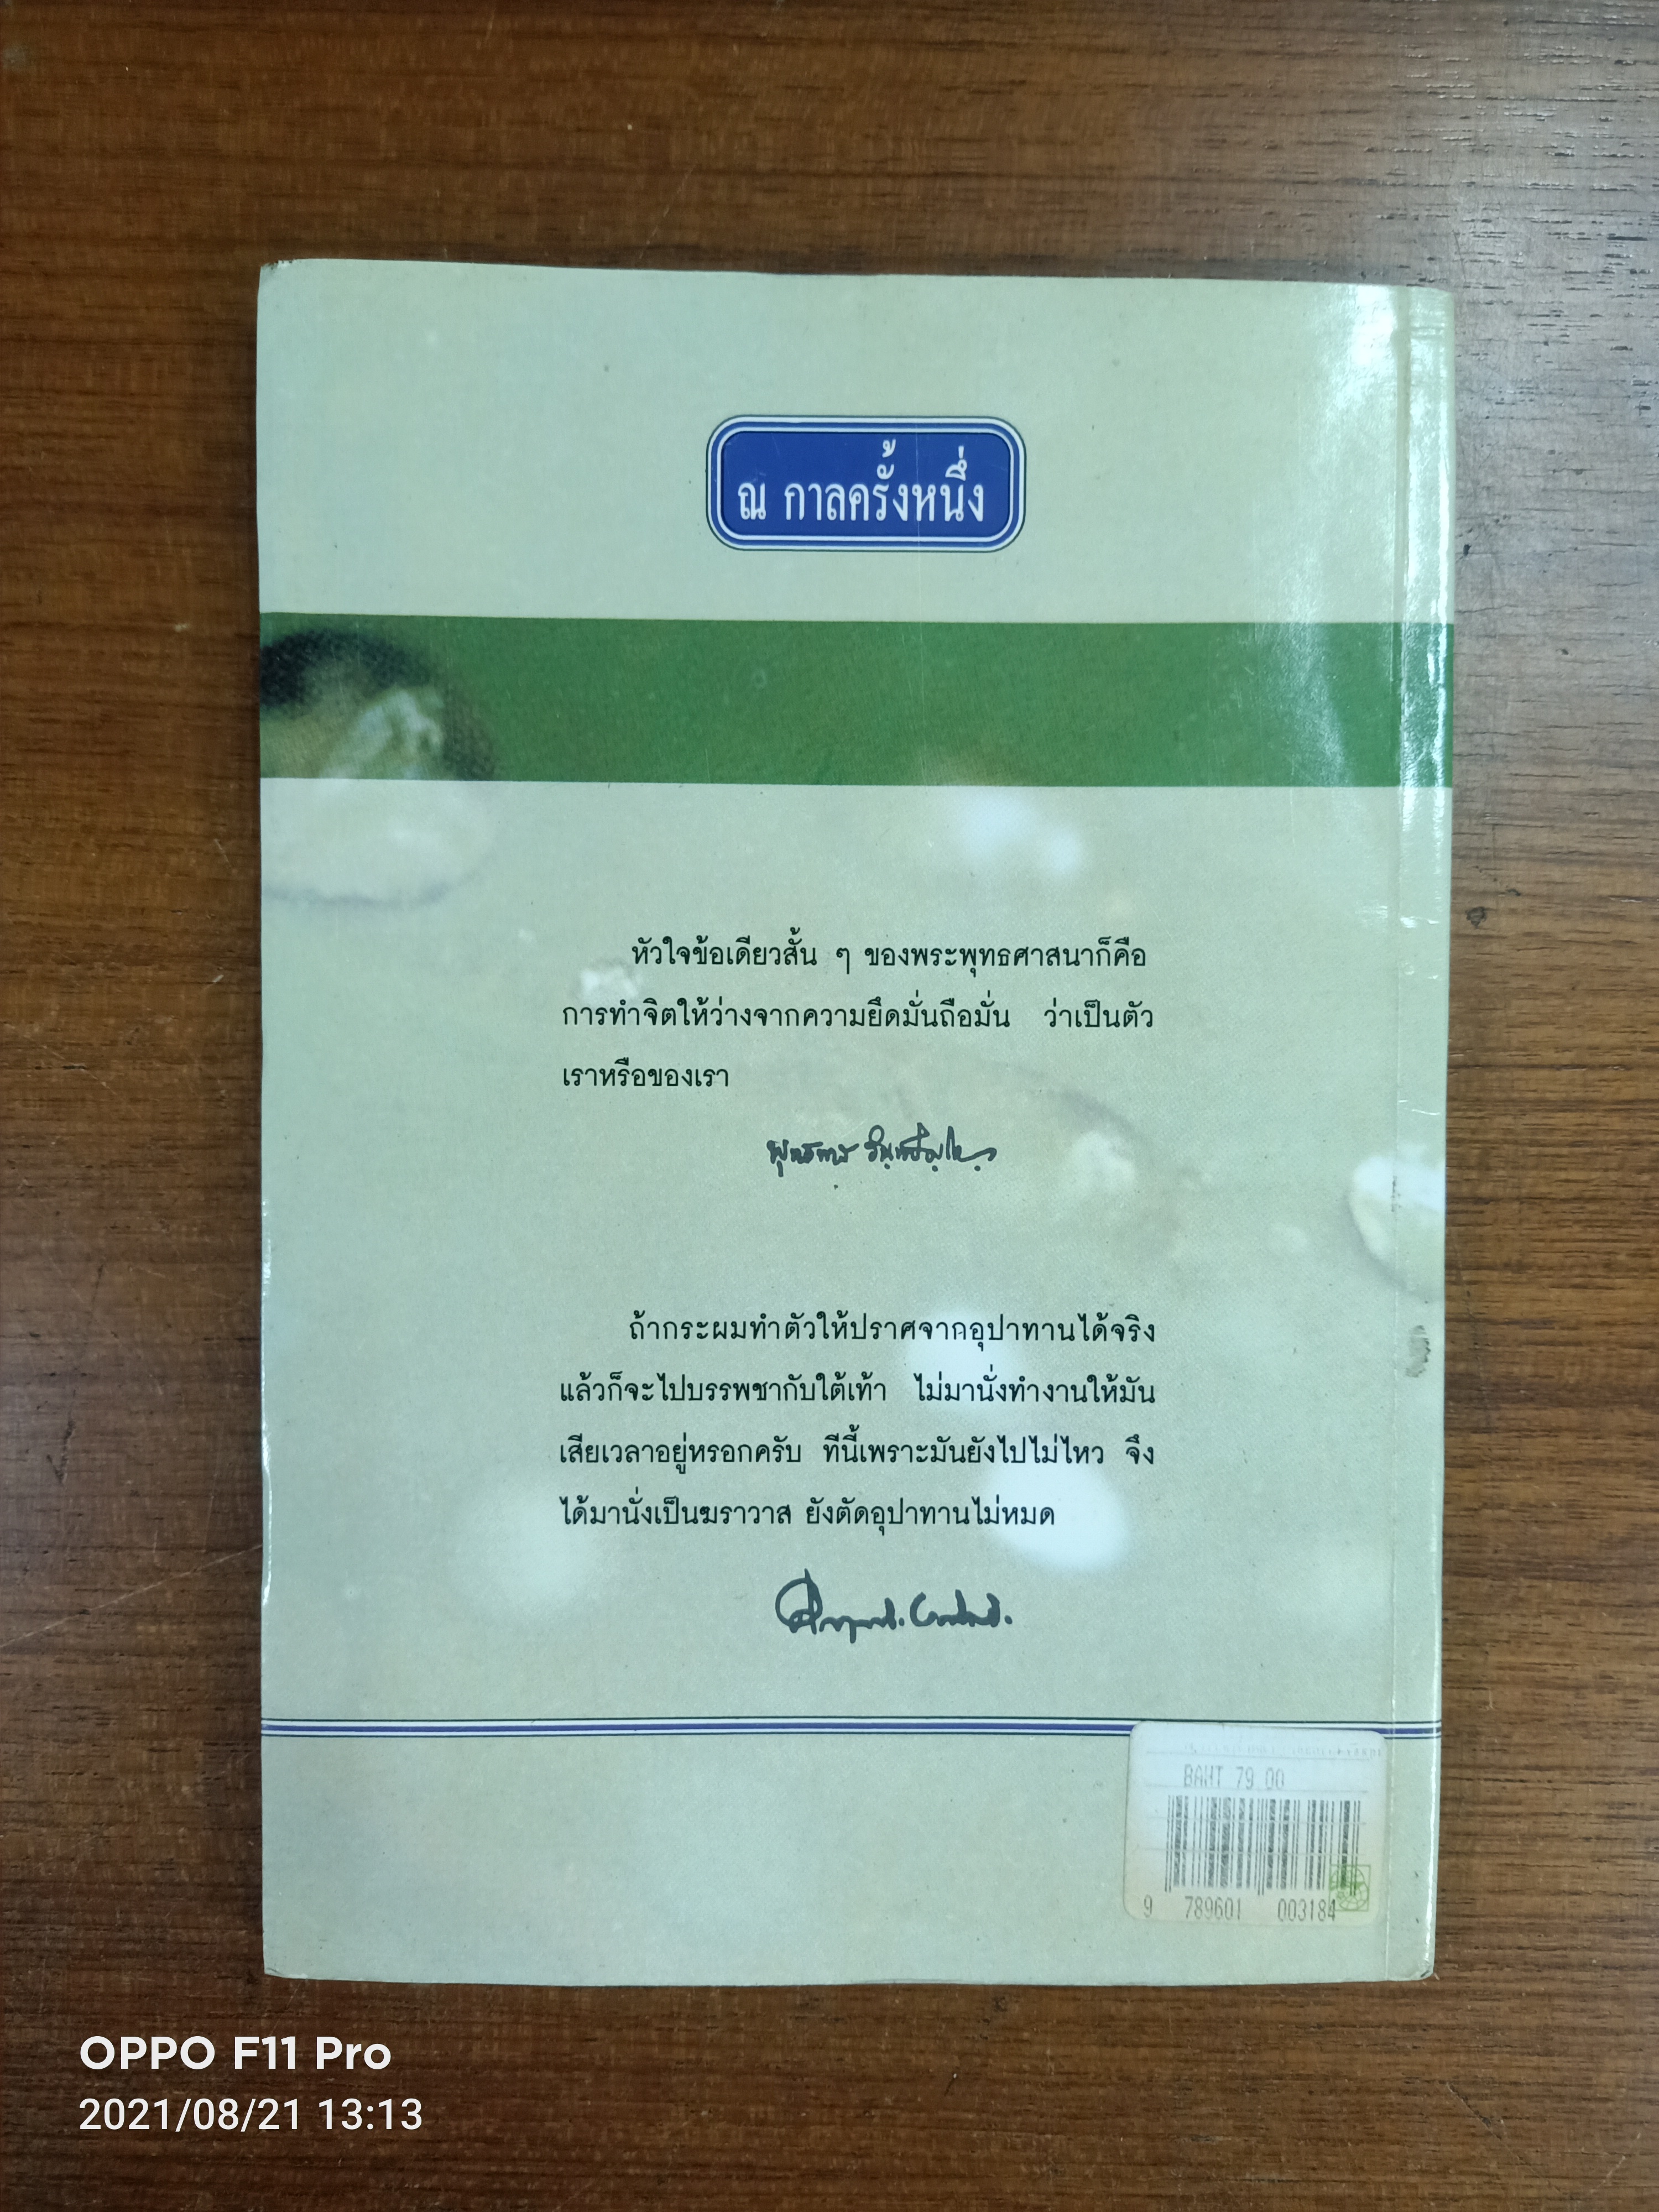 ณ กาลครั้งหนึ่ง
หัวใจข้อเดียวสั้น ๆ ของพระพุทธศาสนาก็คือ
การทำจิตให้ว่างจากความยึดมั่นถือมั่น ว่าเป็นตัว
เราหรือของเรา
ถ้ากระผมทำตัวให้ปราศจากอุปาทานได้จริง
แล้วก็จะไปบรรพชากับใต้เท้า ไม่มานั่งทำงานให้มัน
เสียเวลาอยู่หรอกครับ ทีนี้เพราะมันยังไปไม่ไหว จึง
ได้มานั่งเป็นฆราวาส ยังตัดอุปาทานไม่หมด
BAHT 79.00
9 789601 003184
OPPO F11 Pro
2021/08/21 13:13